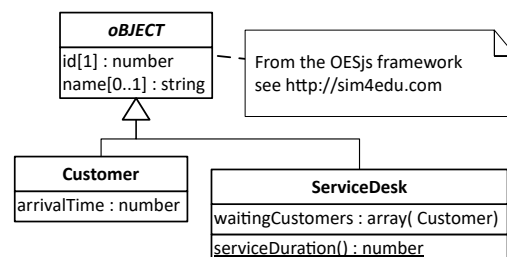 oBJECT
id[1] : number
name[0..1] : string
From the OESjs framework
see http://sim4edu.com
Customer
arrivalTime : number
ServiceDesk
waitingCustomers : array( Customer)
serviceDuration() : number